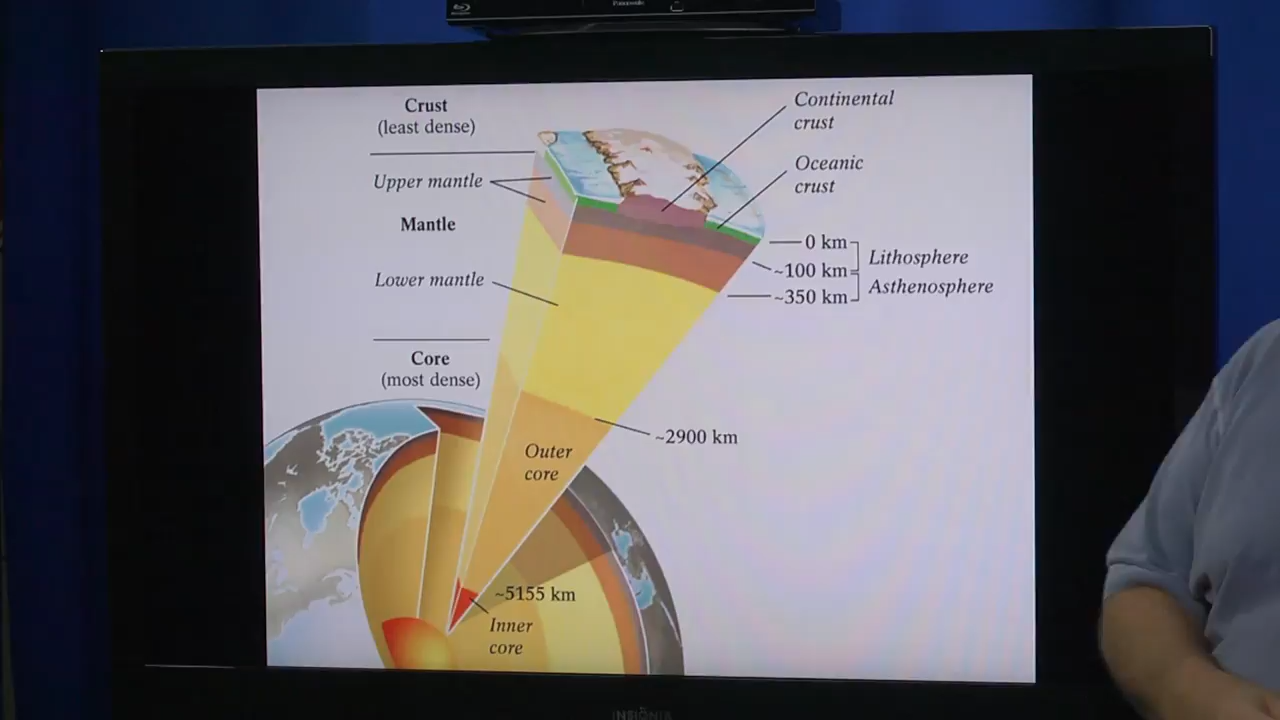 Panasonic
Crust
(least dense)
Upper mantle
Mantle
Lower mantle
Core
(most dense)
Continental
crust
Oceanic
crust
0 km
~100 km
~350 km
Lithosphere
Asthenosphere
~2900 km
Outer
core
~5155 km
Inner
core
INSIGNIA